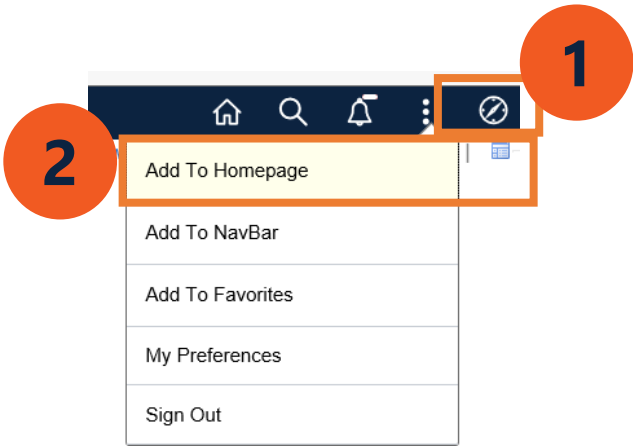 1
2
Add To Homepage
Add To NavBar
Add To Favorites
My Preferences
Sign Out